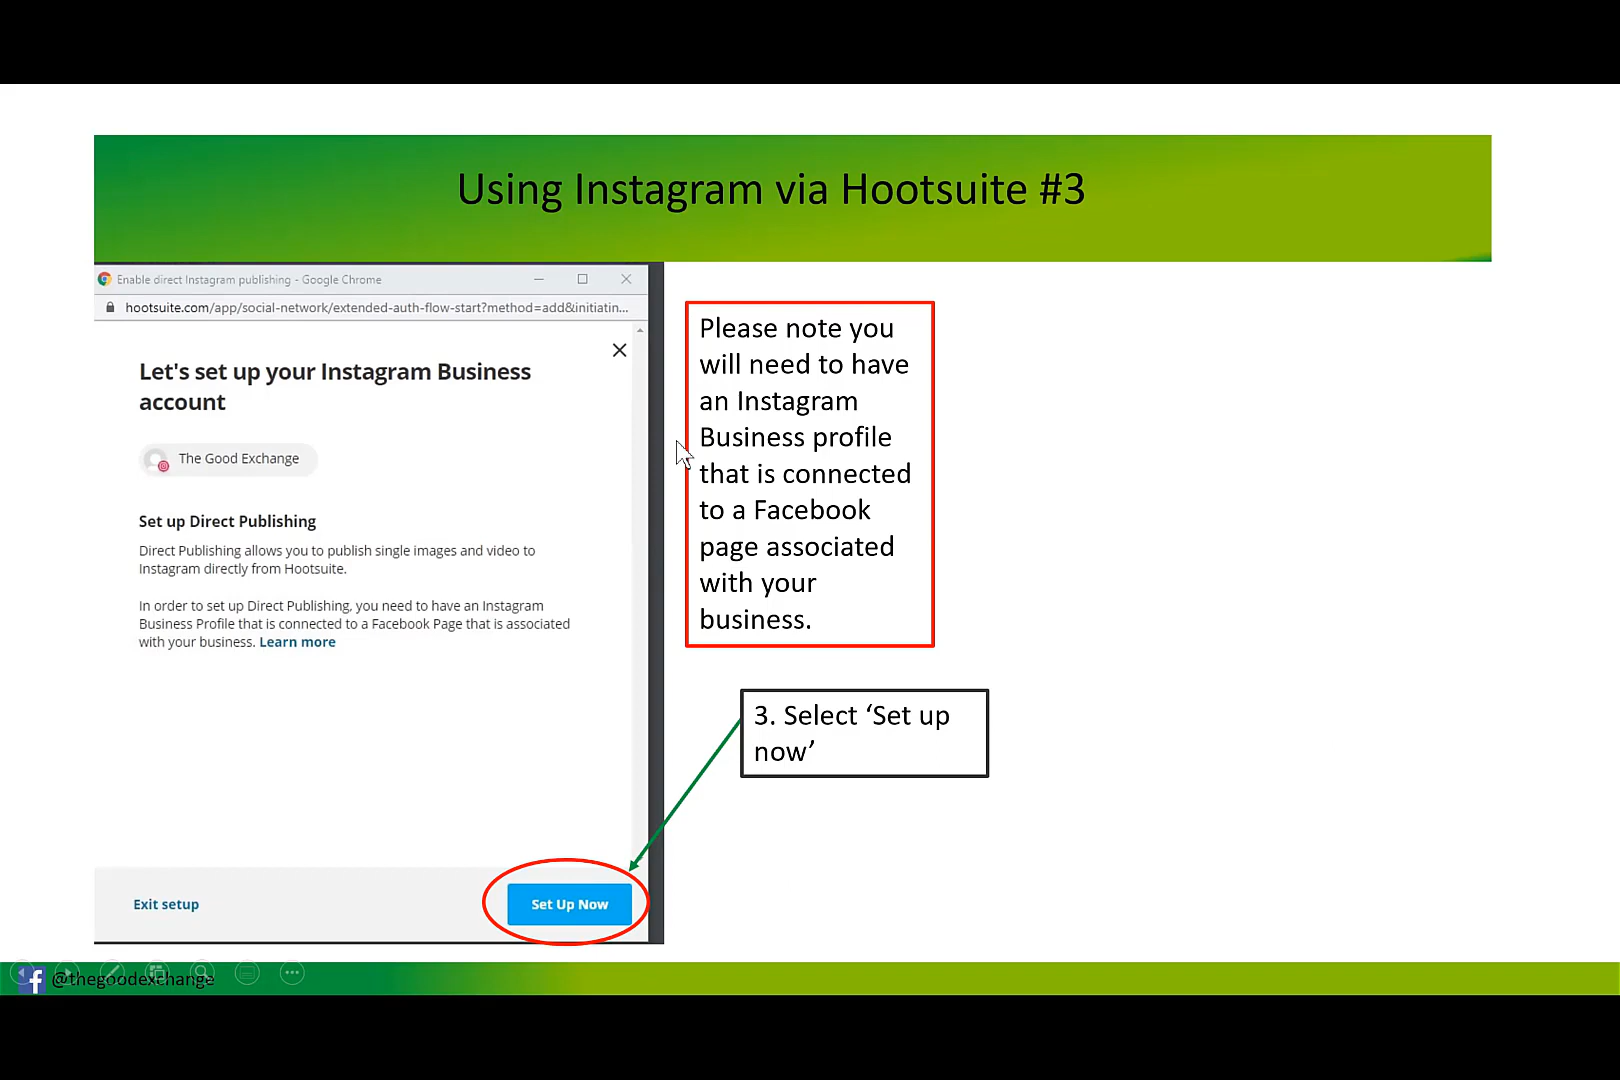 Using Instagram via Hootsuite #3
Enable direct Instagram publishing - Google Chrome
hootsuite.com/app/social-network/extended-auth-flow-start?method=add&initiatin...
Let's set up your Instagram Business
account
The Good Exchange
Set up Direct Publishing
Direct Publishing allows you to publish single images and video to
Instagram directly from Hootsuite.
In order to set up Direct Publishing, you need to have an Instagram
Business Profile that is connected to a Facebook Page that is associated
with your business. Learn more
Exit setup
Set Up Now
Please note you
will need to have
an Instagram
Business profile
that is connected
to a Facebook
page associated
with your
business.
3. Select ‘Set up
now’
@thegoodexchange